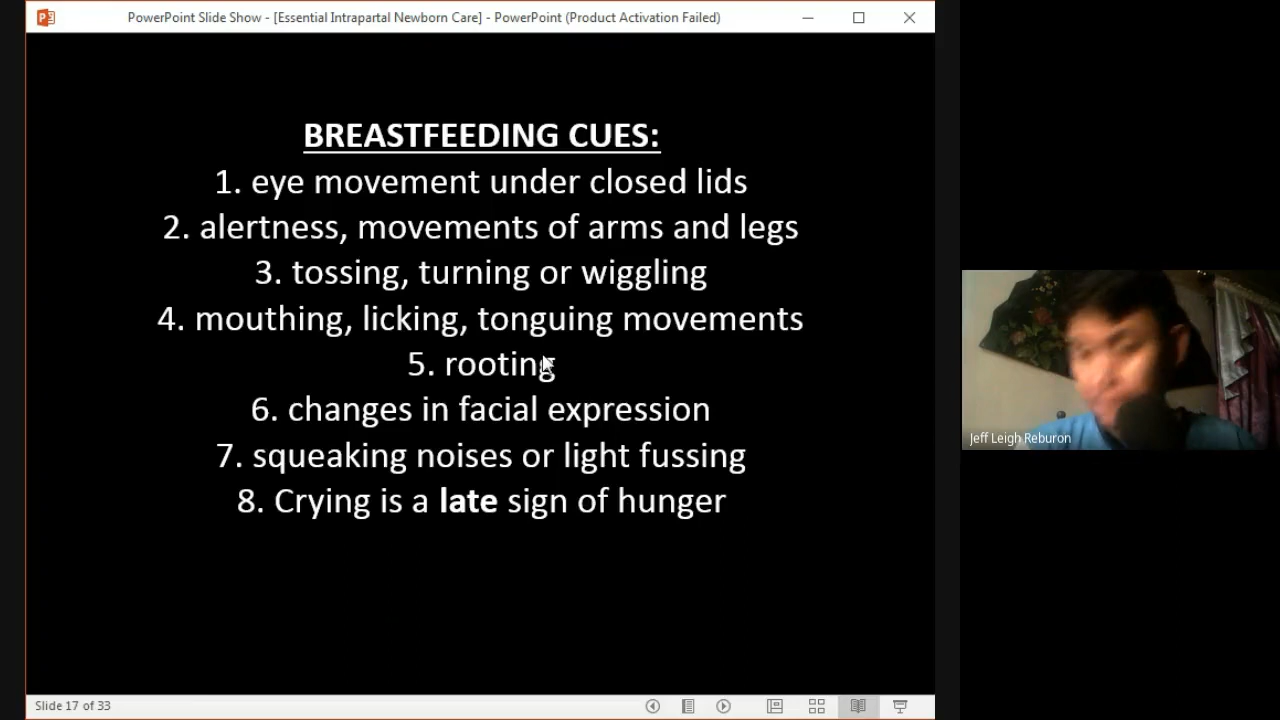 PowerPoint Slide Show - [Essential Intrapartal Newborn Care] - PowerPoint (Product Activation Failed)
BREASTFEEDING CUES:
1. eye movement under closed lids
2. alertness, movements of arms and legs
3. tossing, turning or wiggling
4. mouthing, licking, tonguing movements
5. rooting
6. changes in facial expression
7. squeaking noises or light fussing
8. Crying is a late sign of hunger
Jeff Leigh Reburon
Slide 17 of 33